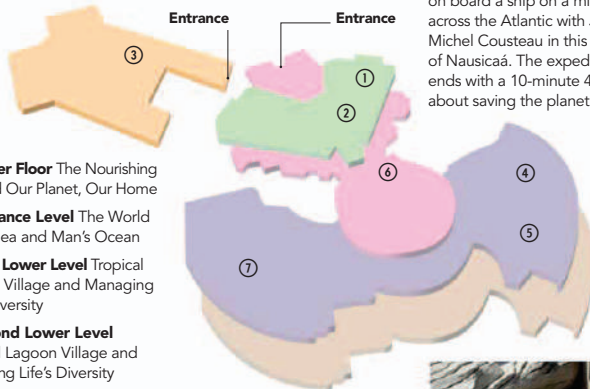 on board a ship on a mi
across the Atlantic with
Michel Cousteau in this
of Nausicaá. The exped
ends with a 10-minute 4
about saving the planet
Entrance
Entrance
3
1
2
6
4
5
7
er Floor The Nourishing
Our Planet, Our Home
ance Level The World
ea and Man's Ocean
Lower Level Tropical
Village and Managing
versity
ond Lower Level
Lagoon Village and
ng Life's Diversity